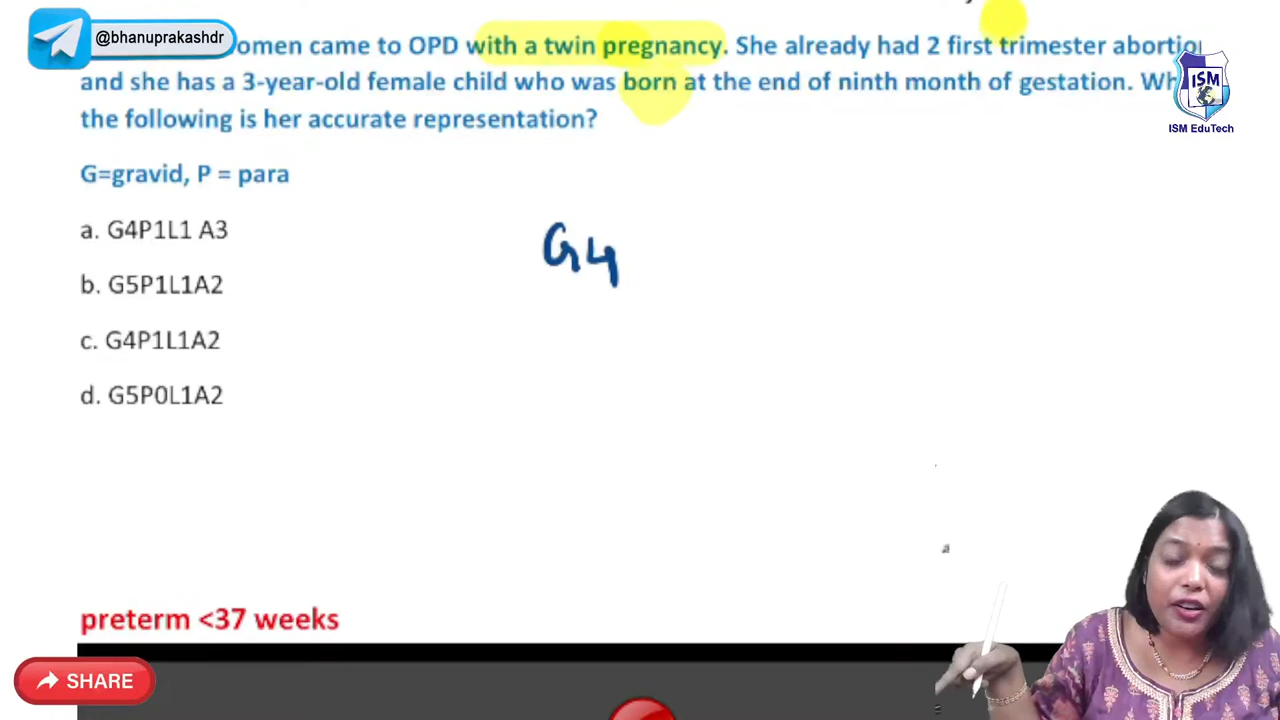 @bhanuprakashdr
omen came to OPD with a twin pregnancy. She already had 2 first trimester abortio
and she has a 3-year-old female child who was born at the end of ninth month of gestation. Wh
the following is her accurate representation?
ISM
ISM EduTech
G=gravid, P = para
a. G4P1L1 A3
G4
b. G5P1L1A2
c. G4P1L1A2
d. G5P0L1A2
preterm <37 weeks
SHARE